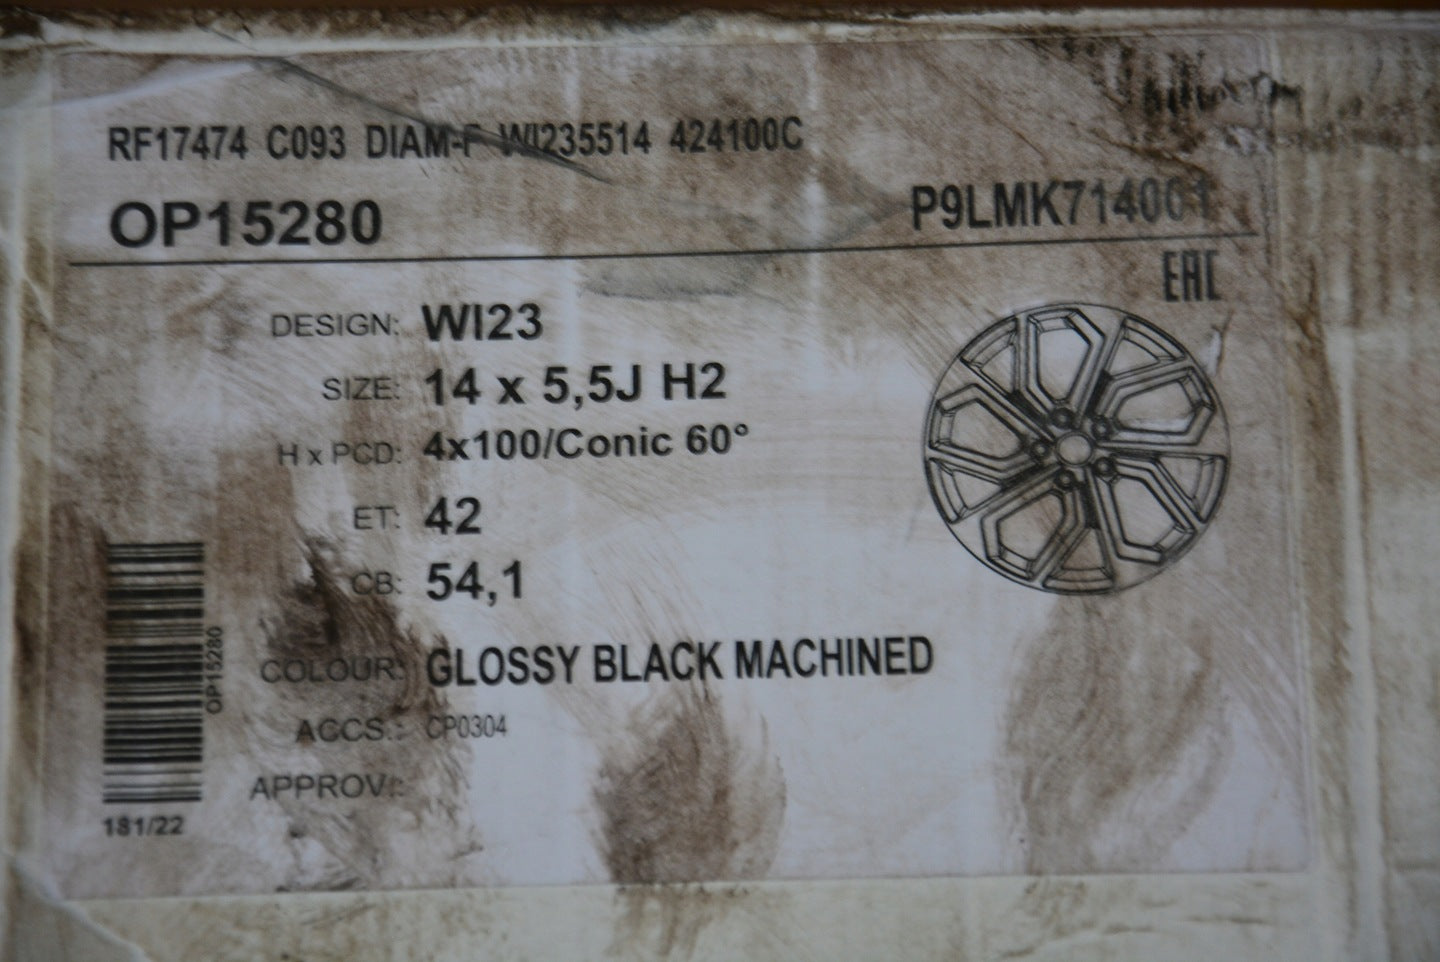 RF17474 C093 DIAM-F WI235514 424100C
OP15280
P9LMK714001
EAC
DESIGN: WI23
SIZE: 14 x 5,5J H2
H x PCD: 4x100/Conic 60°
ET: 42
CB: 54,1
COLOUR: GLOSSY BLACK MACHINED
ACCS.: CP0304
APPROV.:
OP15280
181/22